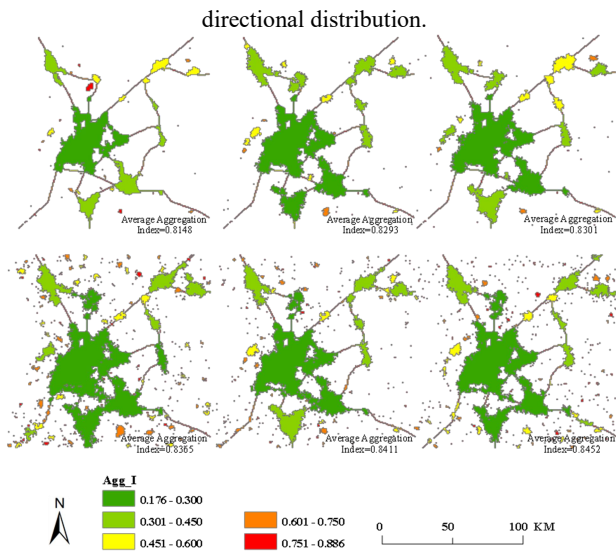 directional distribution.
Average Aggregation
Index=0.8148
Average Aggregation
Index=0.8293
Average Aggregation
Index=0.8301
Average Aggregation
Index=0.8365
Average Aggregation
Index=0.8411
Average Aggregation
Index=0.8452
Agg_I
N
0.176 - 0.300
0.301 - 0.450
0.451 - 0.600
0.601 - 0.750
0.751 - 0.886
0 50 100 KM